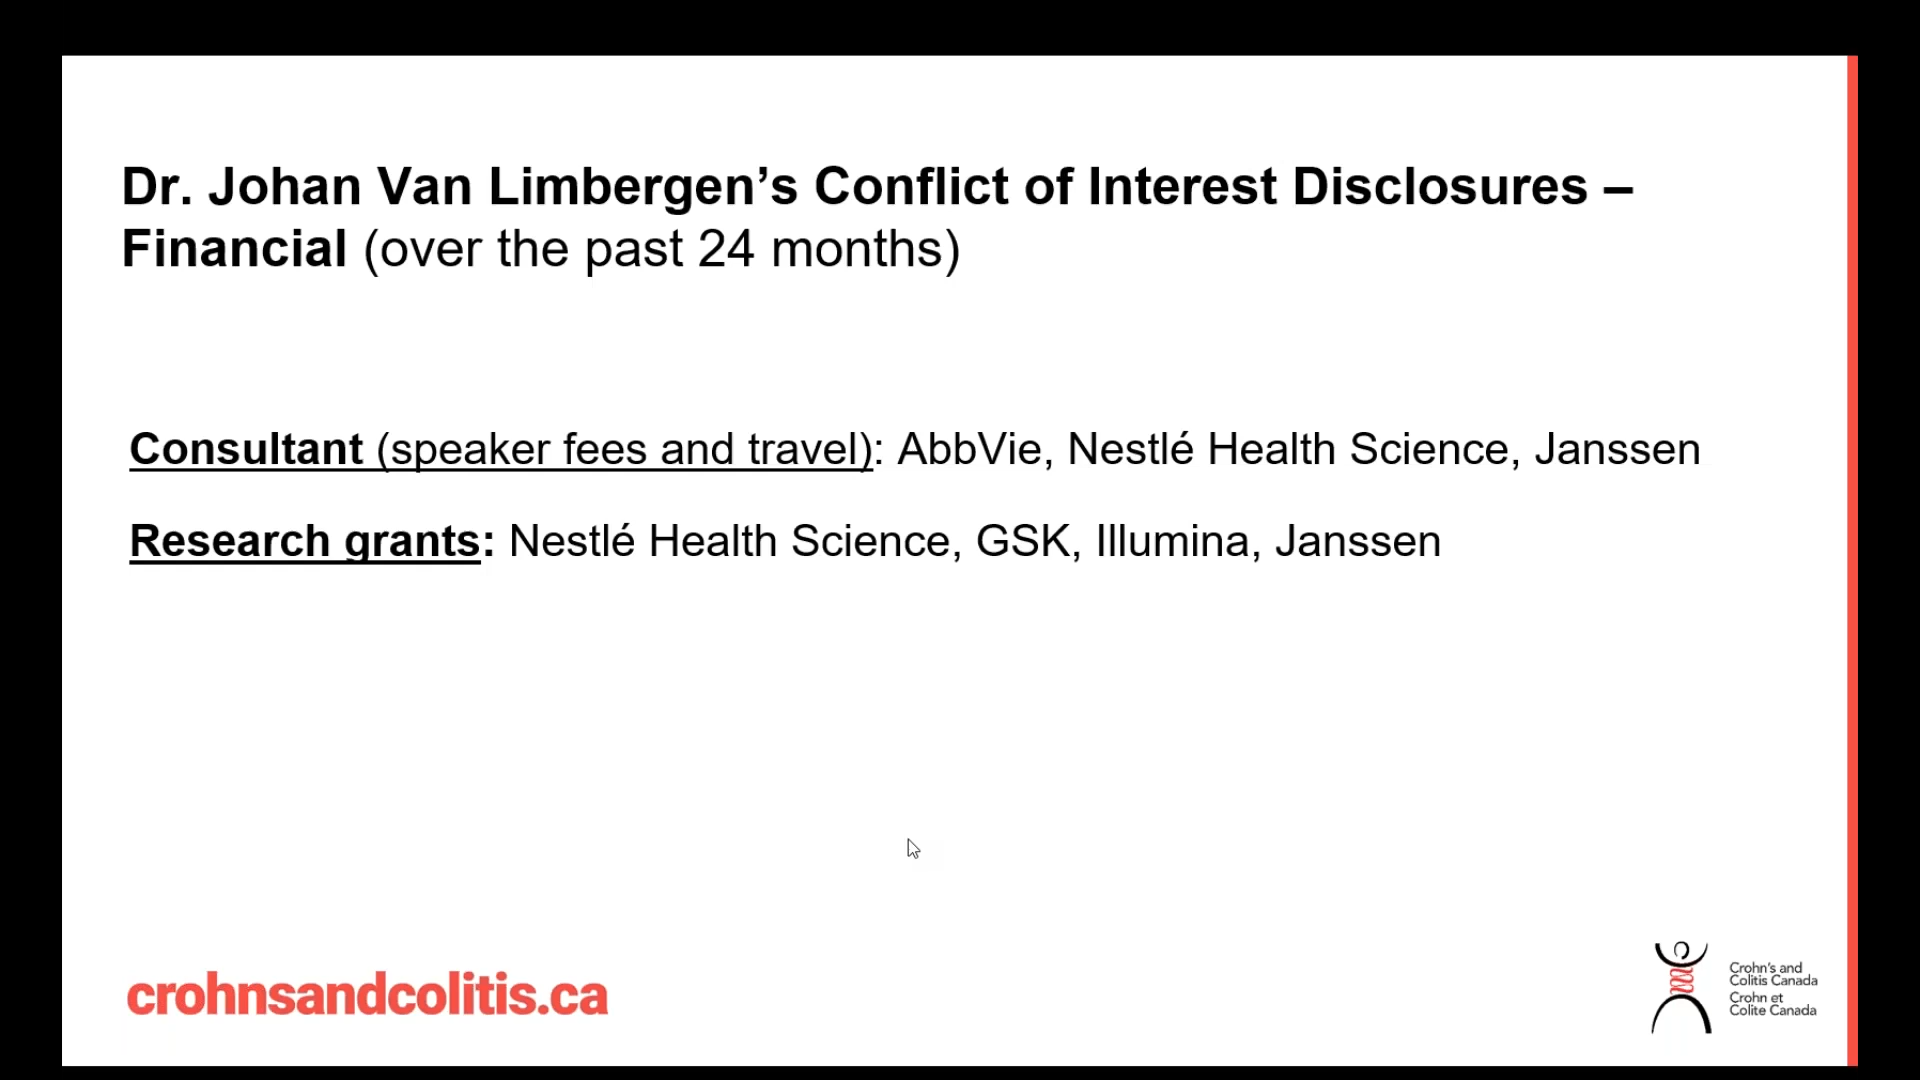 Dr. Johan Van Limbergen’s Conflict of Interest Disclosures –
Financial (over the past 24 months)
Consultant (speaker fees and travel): AbbVie, Nestlé Health Science, Janssen
Research grants: Nestlé Health Science, GSK, Illumina, Janssen
crohnsandcolitis.ca
Crohn's and
Colitis Canada
Crohn et
Colite Canada